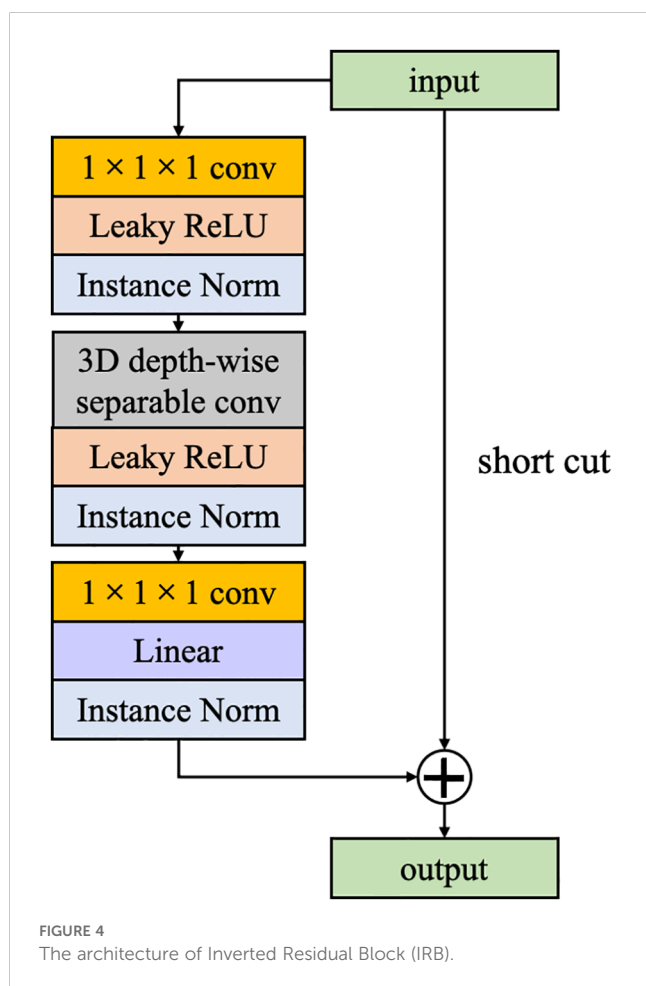 input
1 × 1 × 1 conv
Leaky ReLU
Instance Norm
3D depth-wise
separable conv
Leaky ReLU
Instance Norm
short cut
1 × 1 × 1 conv
Linear
Instance Norm
output
FIGURE 4
The architecture of Inverted Residual Block (IRB).